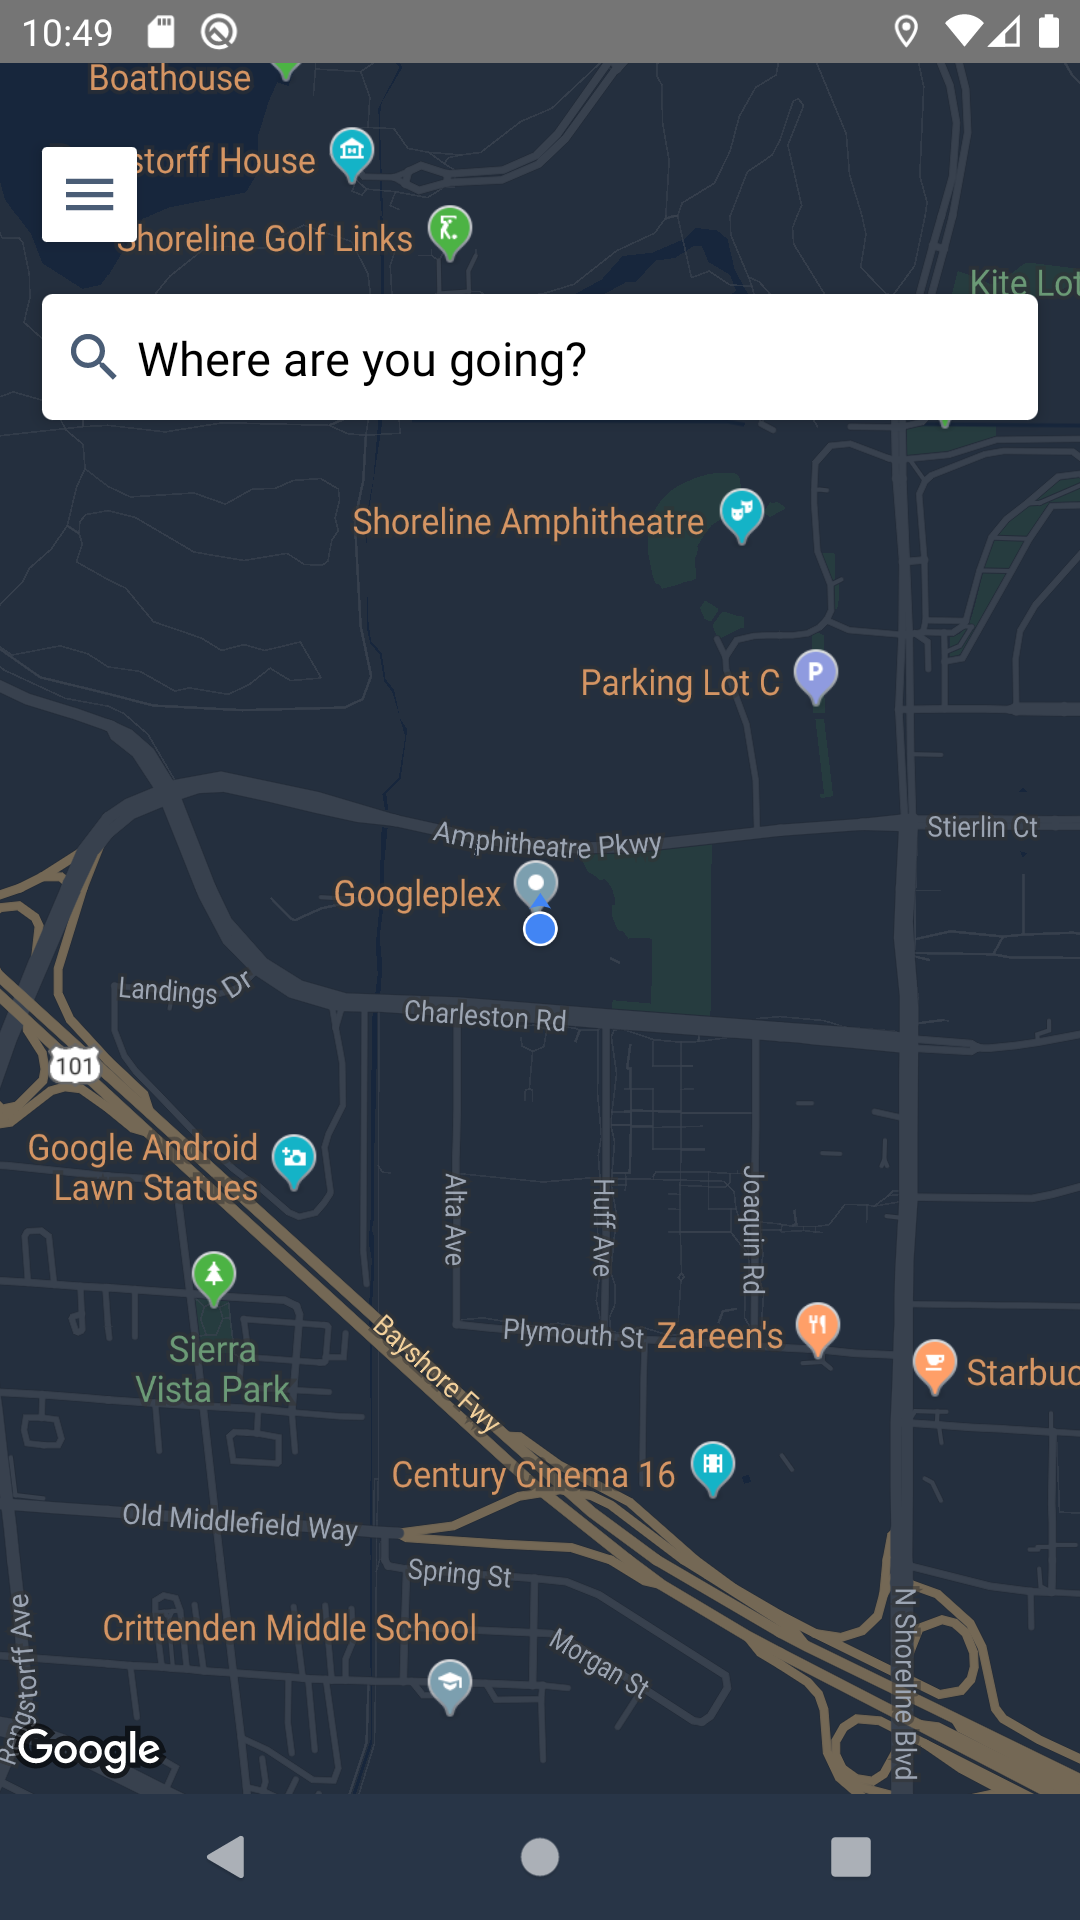 10:49
Boathouse
storff House
Shoreline Golf Links
Kite Lot
Where are you going?
Shoreline Amphitheatre
Parking Lot C
P
Amphitheatre Pkwy
Stierlin Ct
Googleplex
Landings Dr
Charleston Rd
101
Google Android
Lawn Statues
Alta Ave
Huff Ave
Joaquin Rd
Sierra
Vista Park
Bayshore Fwy
Plymouth St
Zareen's
Starbuc
Century Cinema 16
Old Middlefield Way
Spring St
Crittenden Middle School
Morgan St
N Shoreline Blvd
Rengstorff Ave
Google